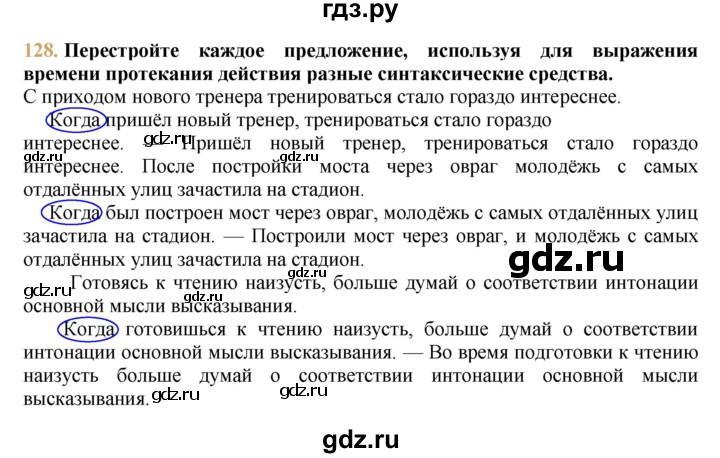 гдз.ру
128. Перестройте каждое предложение, используя для выражения
времени протекания действия разные синтаксические средства.
С приходом нового тренера тренироваться стало гораздо интереснее.
Когда пришёл новый тренер, тренироваться стало гораздо
интереснее. — Пришёл новый тренер, тренироваться стало гораздо
интереснее. После постройки моста через овраг молодёжь с самых
отдалённых улиц зачастила на стадион.
Когда был построен мост через овраг, молодёжь с самых отдалённых улиц
зачастила на стадион. — Построили мост через овраг, и молодёжь с самых
отдалённых улиц зачастила на стадион.
Готовясь к чтению наизусть, больше думай о соответствии интонации
основной мысли высказывания.
Когда готовишься к чтению наизусть, больше думай о соответствии
интонации основной мысли высказывания. — Во время подготовки к чтению
наизусть больше думай о соответствии интонации основной мысли
высказывания.
gdz.ru
gdz.ru
gdz.ru
gdz.ru
gdz.ru
gdz.ru
gdz.ru
gdz.ru
gdz.ru
gdz.ru
gdz.ru